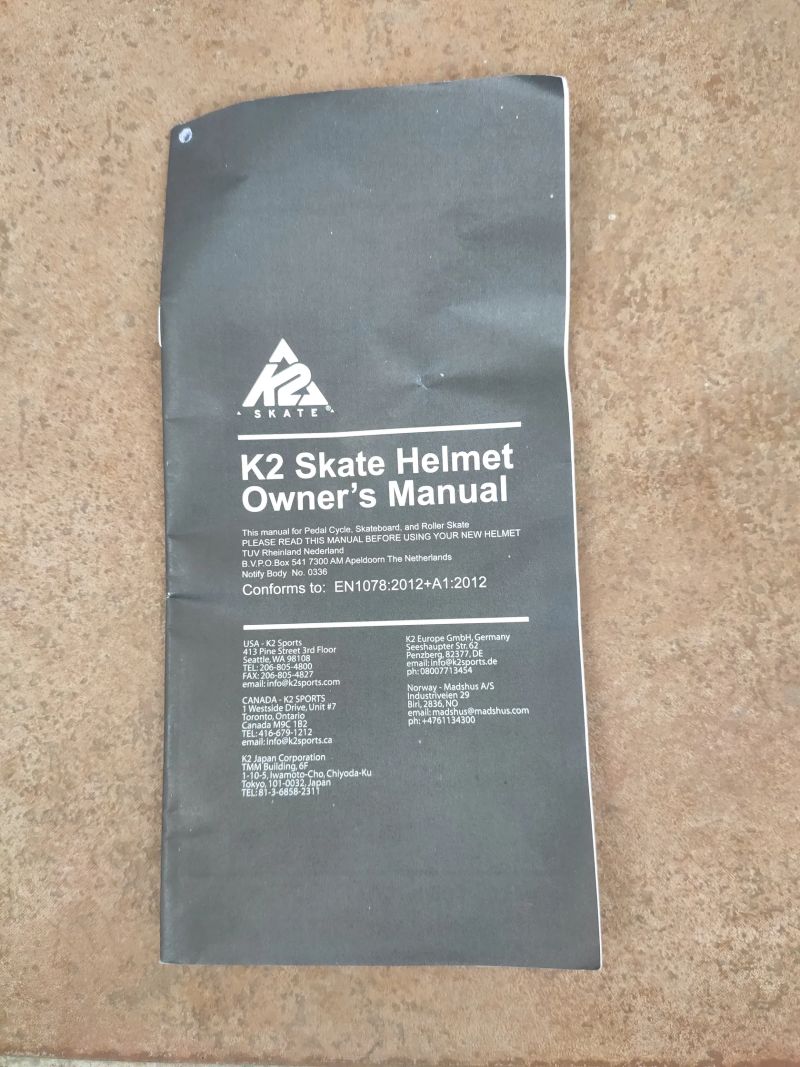 K2
SKATE®
K2 Skate Helmet
Owner's Manual
This manual for Pedal Cycle, Skateboard, and Roller Skate
PLEASE READ THIS MANUAL BEFORE USING YOUR NEW HELMET
TUV Rheinland Nederland
B.V.P.O.Box 541 7300 AM Apeldoorn The Netherlands
Notify Body No. 0336
Conforms to: EN1078:2012+A1:2012
USA - K2 Sports
413 Pine Street 3rd Floor
Seattle, WA 98108
TEL: 206-805-4800
FAX: 206-805-4827
email: info@k2sports.com
CANADA - K2 SPORTS
1 Westside Drive, Unit #7
Toronto, Ontario
Canada M9C 1B2
TEL: 416-679-1212
email: info@k2sports.ca
K2 Japan Corporation
TMM Building, 6F
1-10-5, Iwamoto-Cho, Chiyoda-Ku
Tokyo, 101-0032, Japan
TEL: 81-3-6858-2311
K2 Europe GmbH, Germany
Seeshaupter Str. 62
Penzberg, 82377, DE
email: info@k2sports.de
ph: 08007713454
Norway - Madshus A/S
Industriveien 29
Biri, 2836, NO
email: madshus@madshus.com
ph: +4761134300